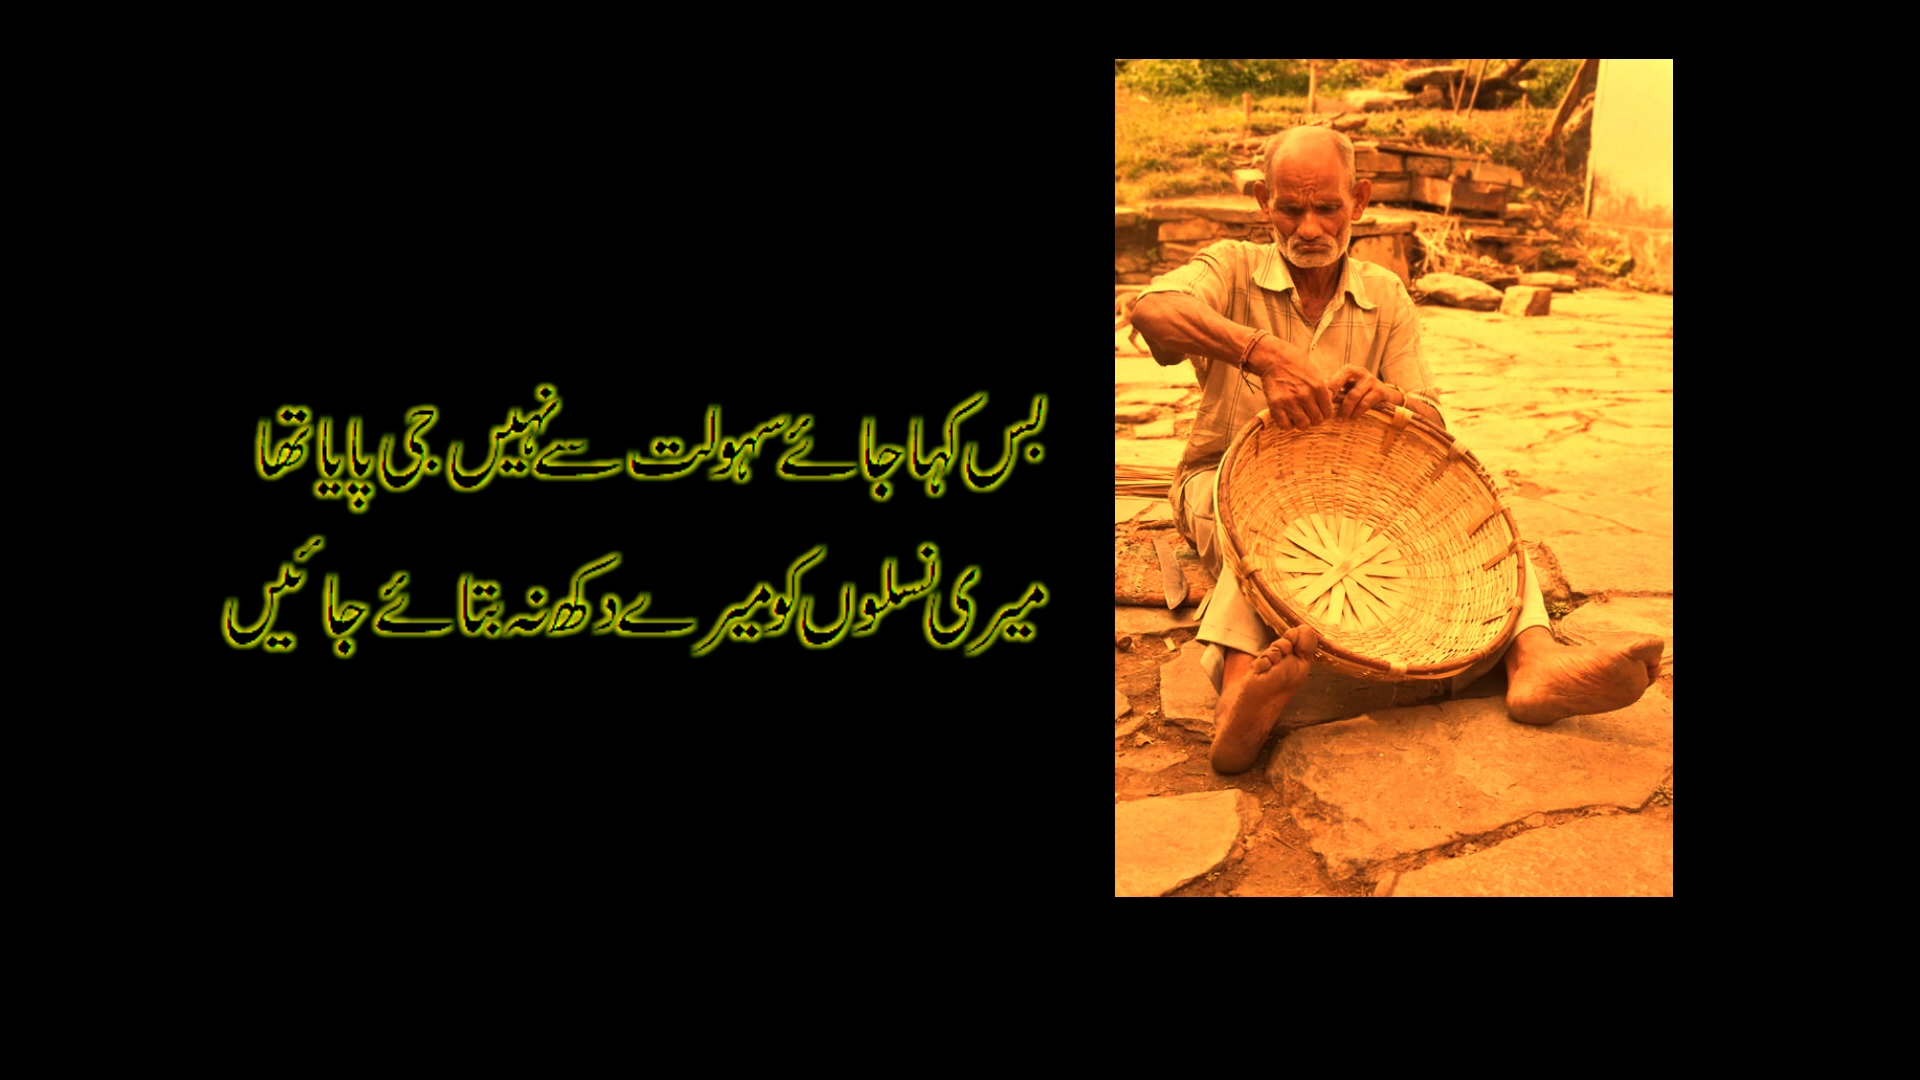 بس کہا جائے سہولت سے نہیں جی پایا تھا
میری نسلوں کو میرے دکھ نہ بتائے جائیں